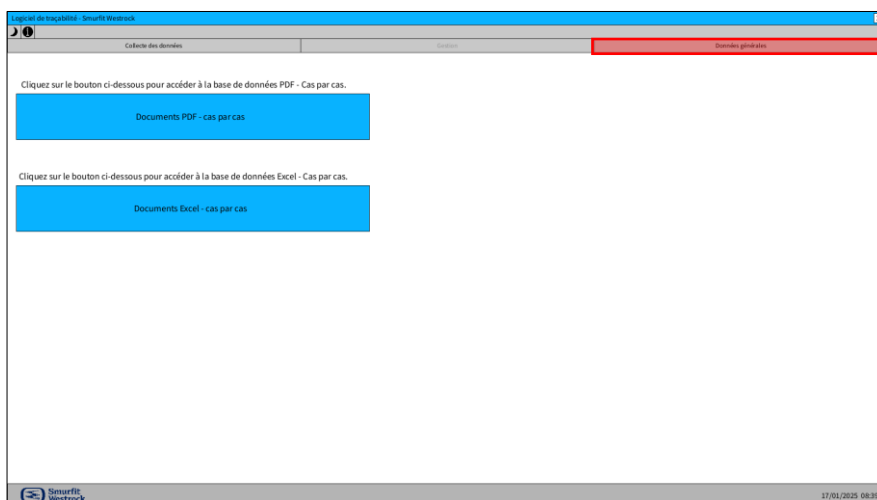 Logiciel de traçabilité - Smurfit Westrock
Collecte des données
Gestion
Données générales
Cliquez sur le bouton ci-dessous pour accéder à la base de données PDF - Cas par cas.
Documents PDF - cas par cas
Cliquez sur le bouton ci-dessous pour accéder à la base de données Excel - Cas par cas.
Documents Excel - cas par cas
Smurfit
Westrock
17/01/2025 08:35